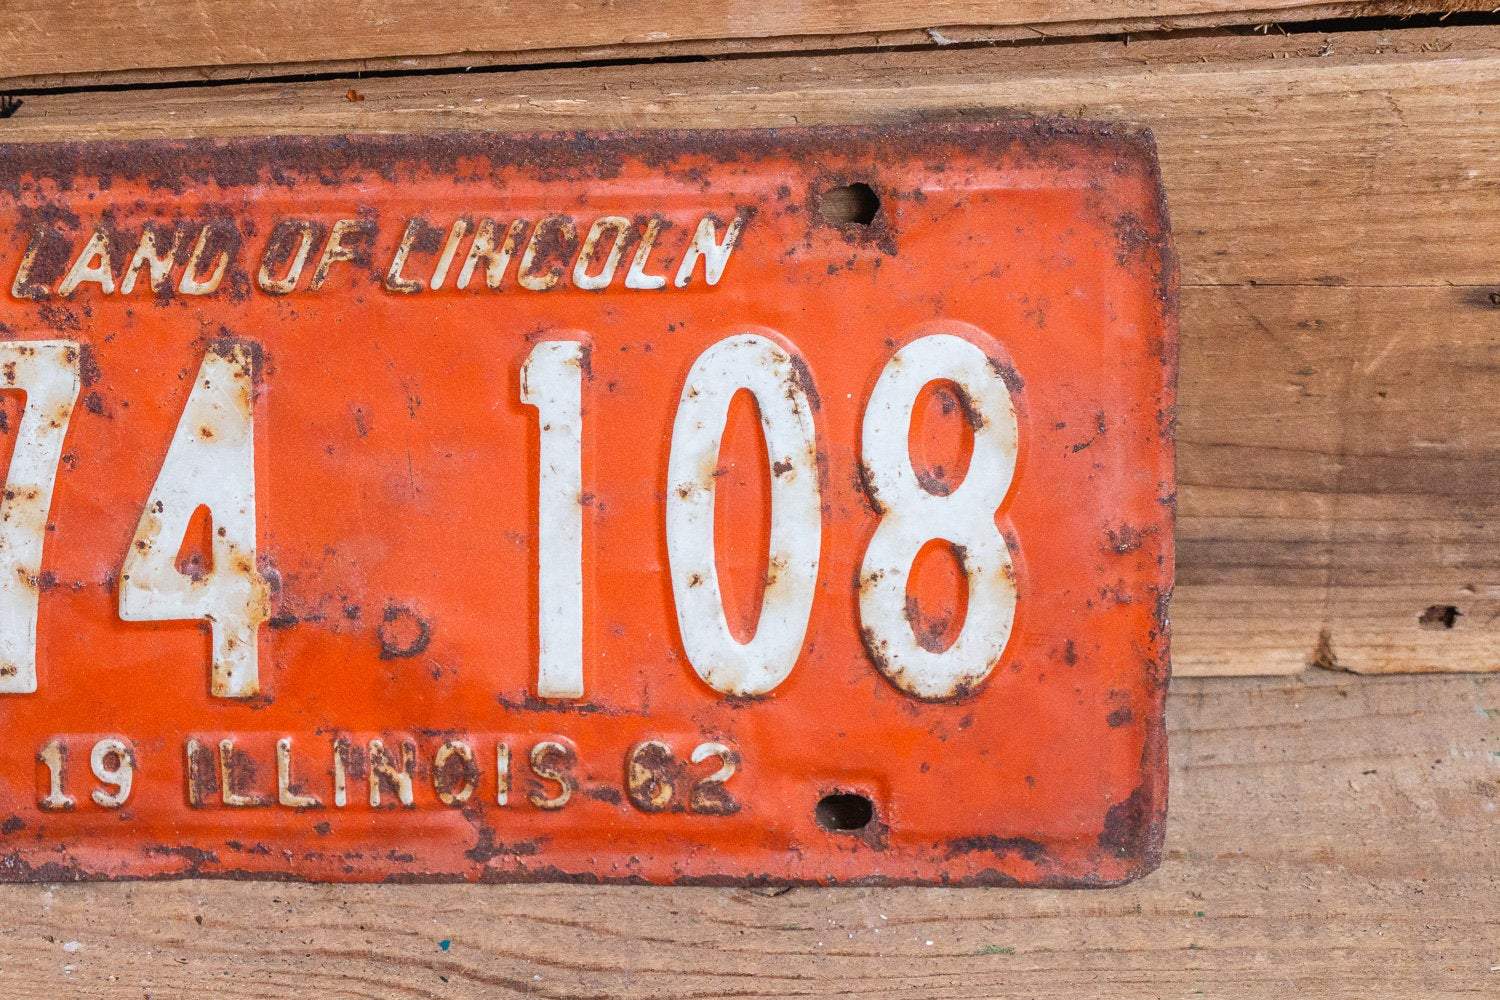 LAND OF LINCOLN
74 108
19 ILLINOIS 62